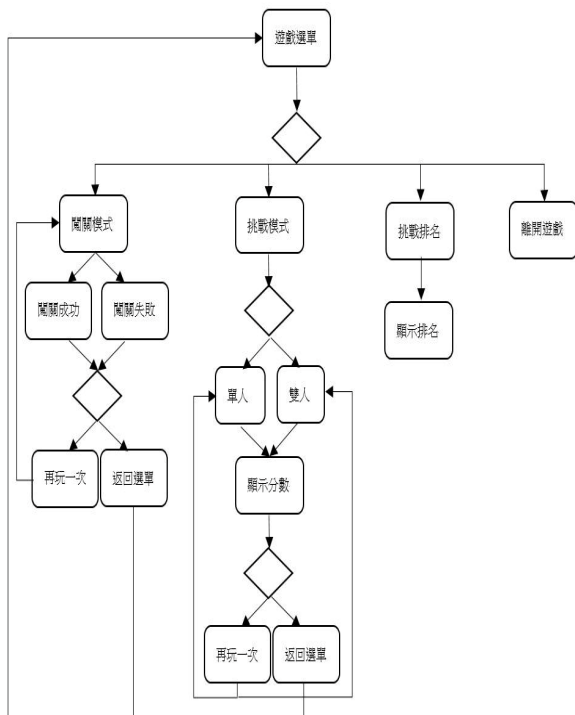 遊戲選單
闖關模式
挑戰模式
挑戰排名
離開遊戲
闖關成功
闖關失敗
顯示排名
單人
雙人
再玩一次
返回選單
顯示分數
再玩一次
返回選單